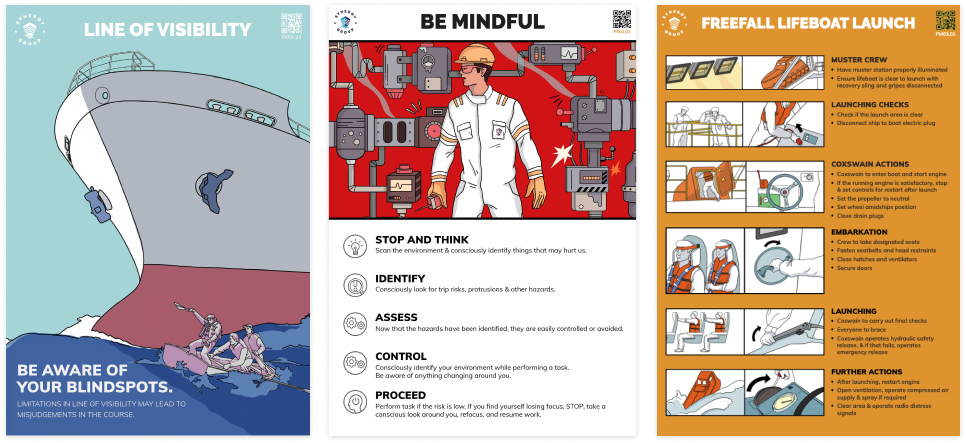 SYNERGY
GROUP
LINE OF VISIBILITY
BE AWARE OF
YOUR BLINDSPOTS.
LIMITATIONS IN LINE OF VISIBILITY MAY LEAD TO
MISJUDGEMENTS IN THE COURSE.
SYNERGY
GROUP
BE MINDFUL
PS02.01
STOP AND THINK
Scan the environment & consciously identify things that may hurt us.
IDENTIFY
Consciously look for trip risks, protrusions & other hazards.
ASSESS
Now that the hazards have been identified, they are easily controlled or avoided.
CONTROL
Consciously identify your environment while performing a task.
Be aware of anything changing around you.
PROCEED
Perform task if the risk is low. If you find yourself losing focus, STOP, take a
conscious look around you, refocus, and resume work.
SYNERGY
GROUP
FREEFALL LIFEBOAT LAUNCH
PM03.01
MUSTER CREW
• Have muster station properly illuminated
• Ensure lifeboat is clear to launch with
recovery sling and gripes disconnected
LAUNCHING CHECKS
• Check if the launch area is clear
• Disconnect ship to boat electric plug
COXSWAIN ACTIONS
• Coxswain to enter boat and start engine
• If the running engine is satisfactory, stop
& set controls for restart after launch
• Set the propeller to neutral
• Set wheel amidships position
• Close drain plugs
EMBARKATION
• Crew to take designated seats
• Fasten seatbelts and head restraints
• Close hatches and ventilators
• Secure doors
LAUNCHING
• Coswain to carry out final checks
• Everyone to brace
• Coxswain operates hydraulic safety
release, & if that fails, operates
emergency release
FURTHER ACTIONS
• After launching, restart engine
• Open ventilation, operate compressed air
supply & spray if required
• Clear area & operate radio distress
signals